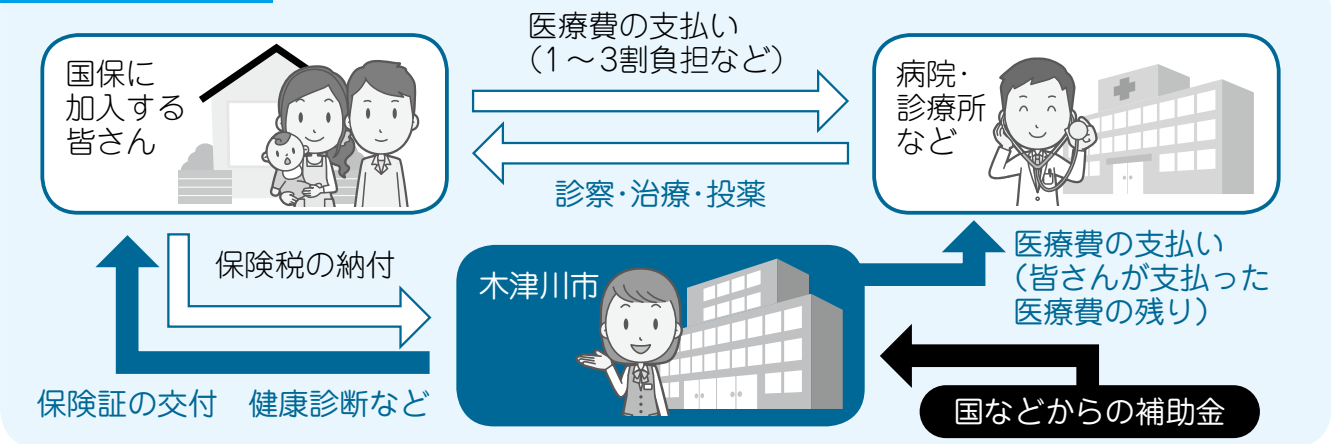 医療費の支払い
（1～3割負担など）
国保に
加入する
皆さん
病院・
診療所
など
診察・治療・投薬
保険税の納付
木津川市
医療費の支払い
（皆さんが支払った
医療費の残り）
保険証の交付　健康診断など
国などからの補助金